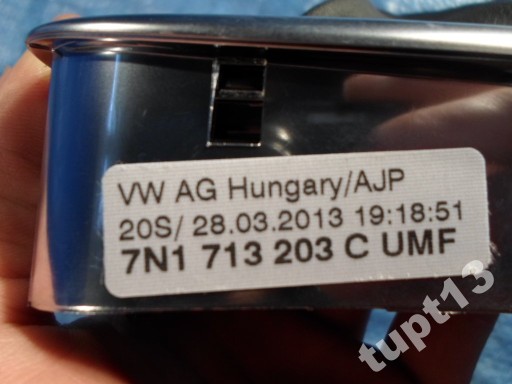 VW AG Hungary/AJP
20S/ 28.03.2013 19:18:51
7N1 713 203 C UMF
tupt13